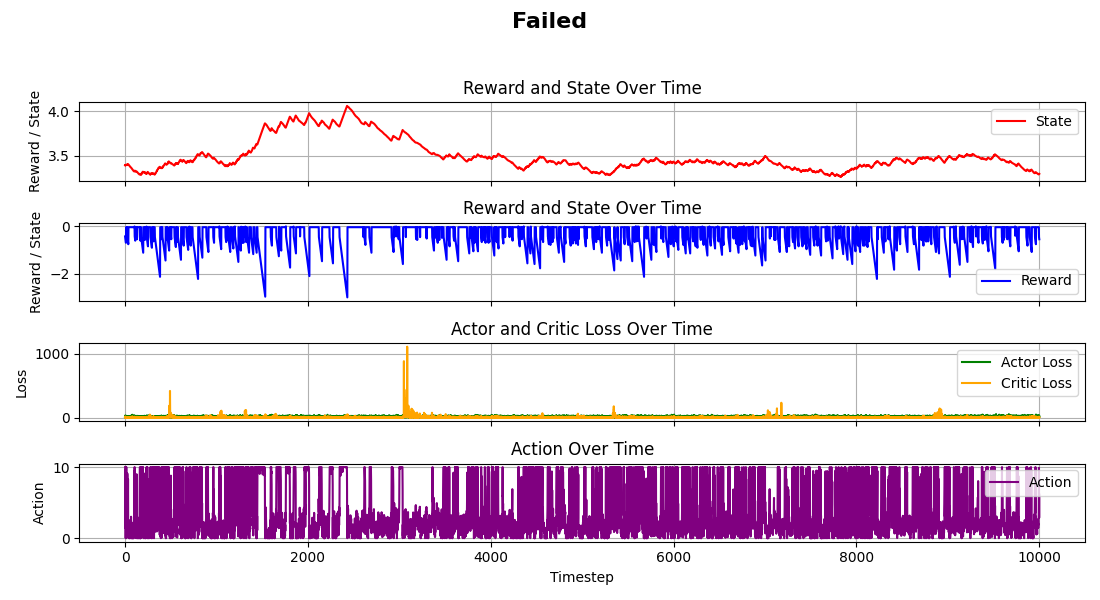 Failed
Reward and State Over Time
Reward / State
4.0
3.5
State
Reward and State Over Time
Reward / State
0
−2
Reward
Actor and Critic Loss Over Time
Loss
1000
0
Actor Loss
Critic Loss
Action Over Time
Action
10
0
Action
0 2000 4000 6000 8000 10000
Timestep